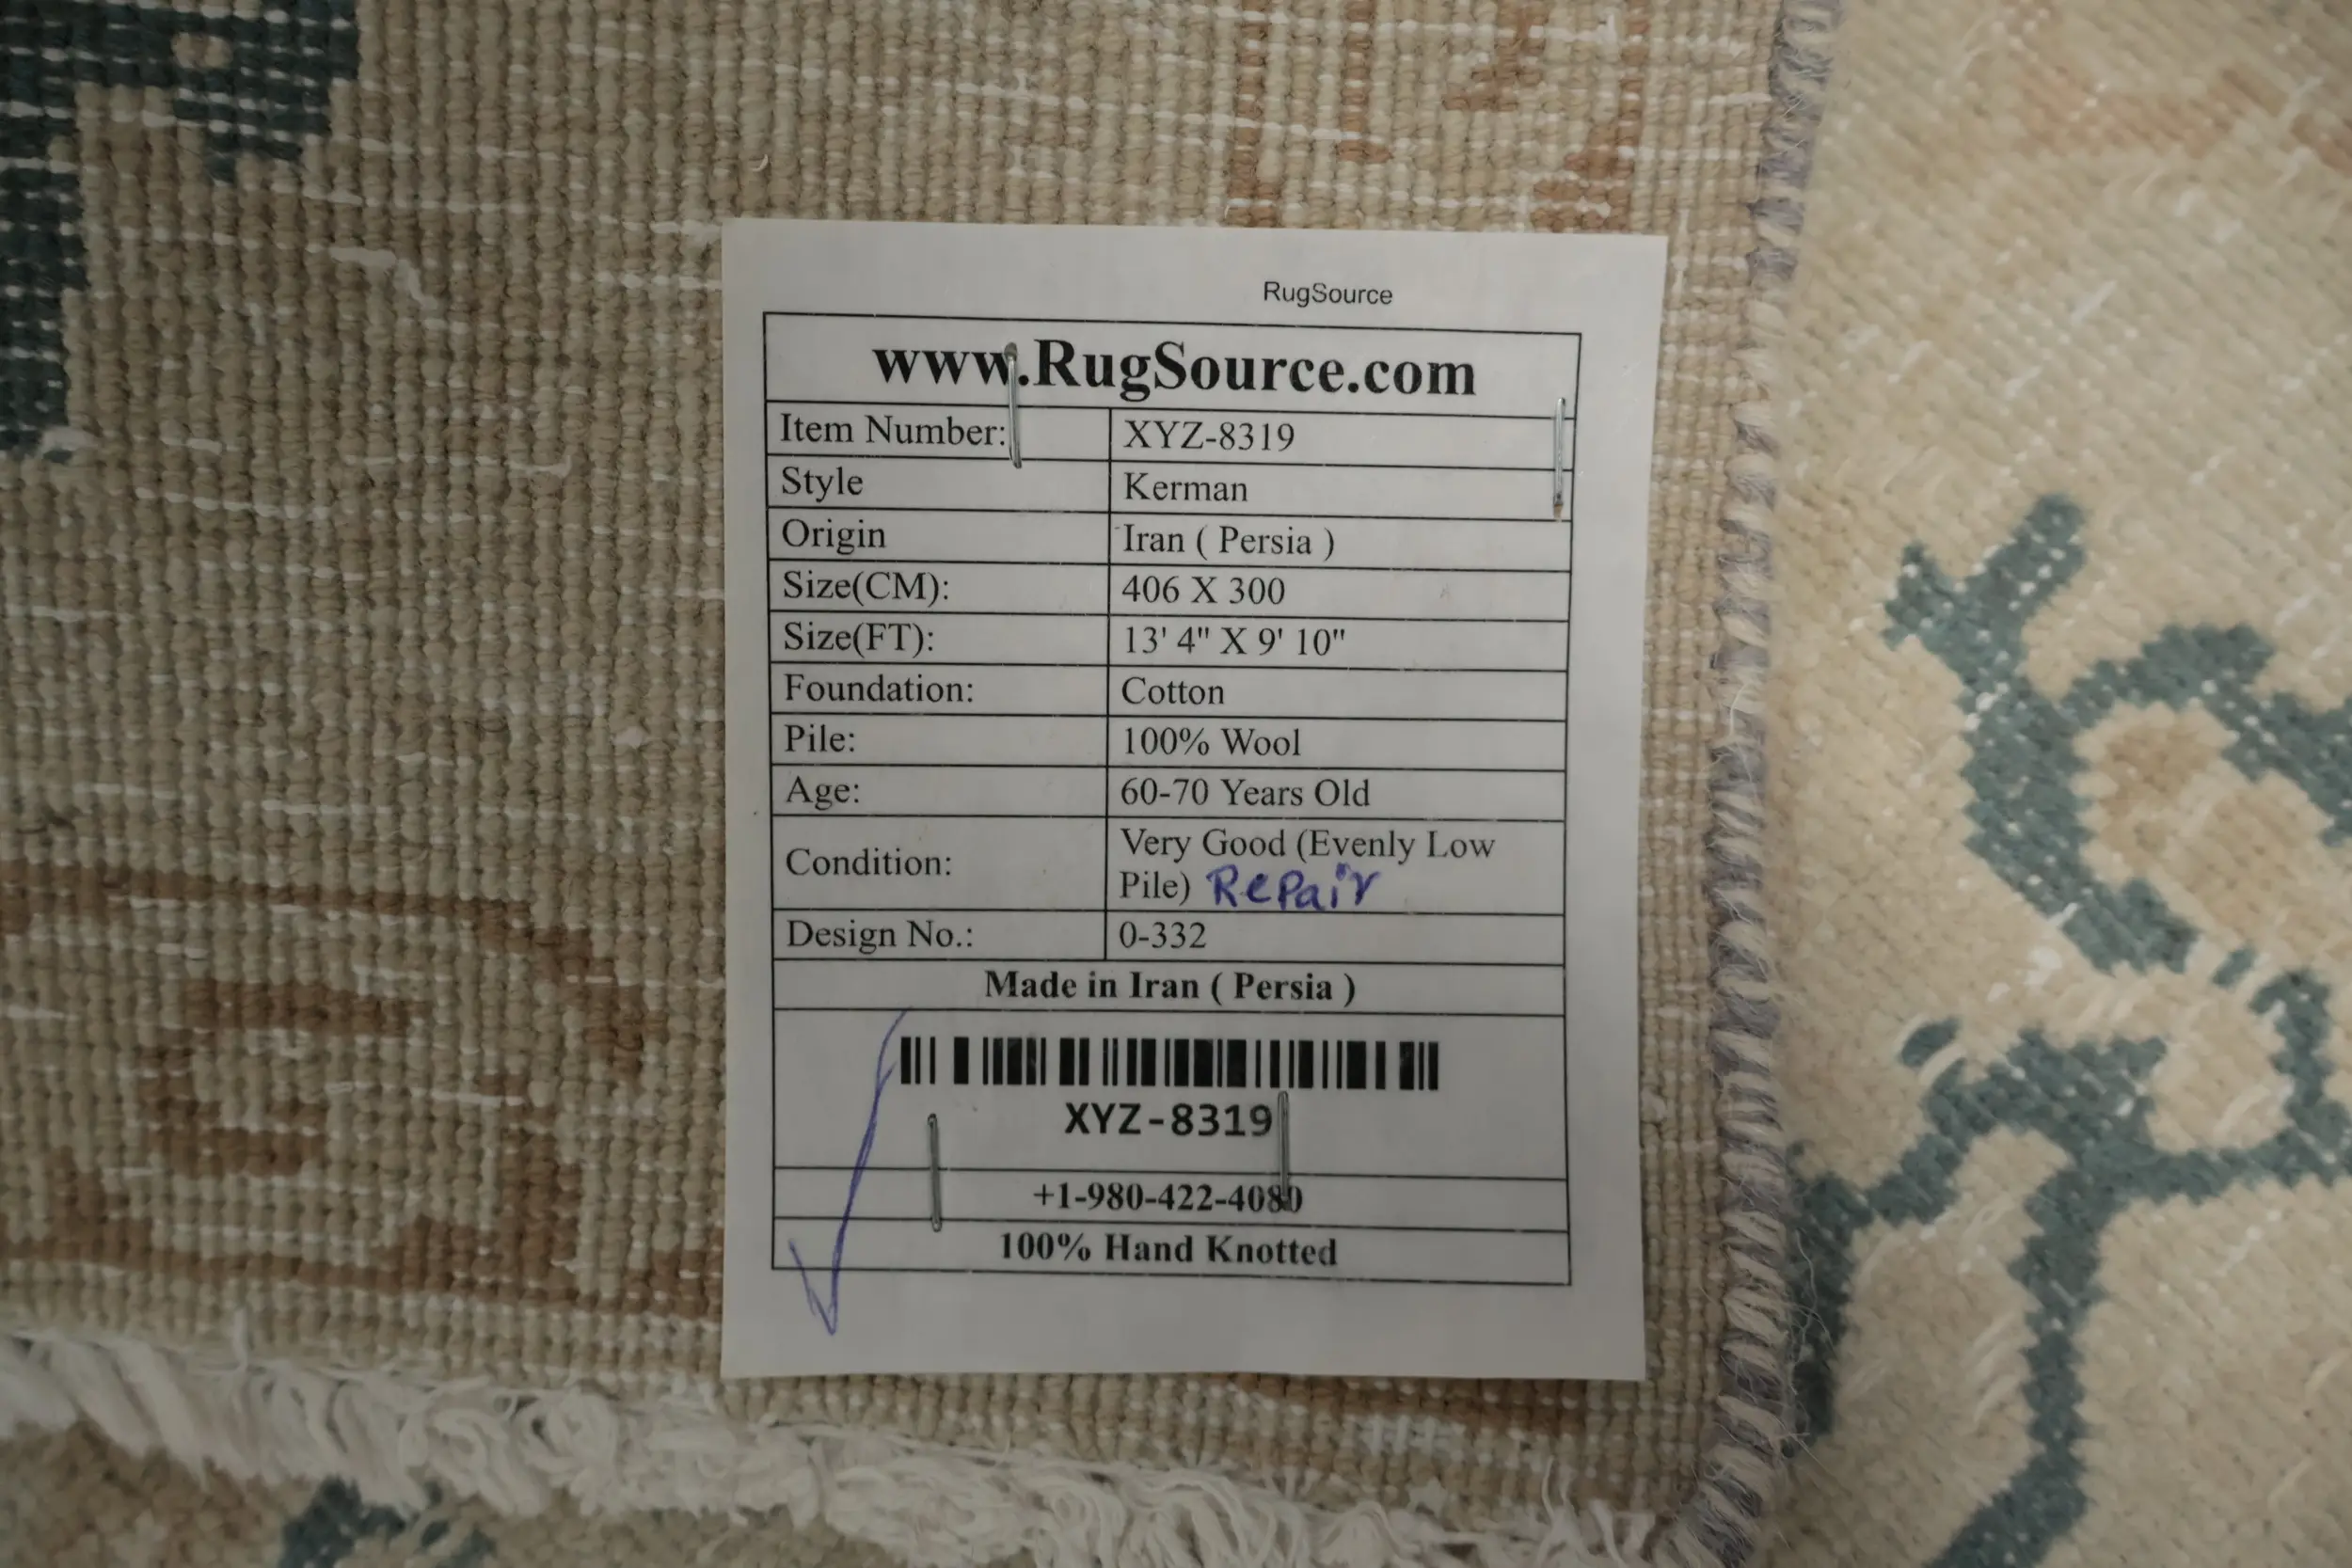 RugSource
www.RugSource.com
Item Number: XYZ-8319
Style Kerman
Origin Iran ( Persia )
Size(CM): 406 X 300
Size(FT): 13' 4" X 9' 10"
Foundation: Cotton
Pile: 100% Wool
Age: 60-70 Years Old
Condition: Very Good (Evenly Low
Pile) Repair
Design No.: 0-332
Made in Iran ( Persia )
XYZ-8319
+1-980-422-4080
100% Hand Knotted